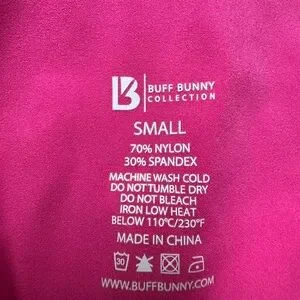 BUFF BUNNY
COLLECTION
SMALL
70% NYLON
30% SPANDEX
MACHINE WASH COLD
DO NOT TUMBLE DRY
DO NOT BLEACH
IRON LOW HEAT
BELOW 110°C/230°F
MADE IN CHINA
30
WWW.BUFFBUNNY.COM